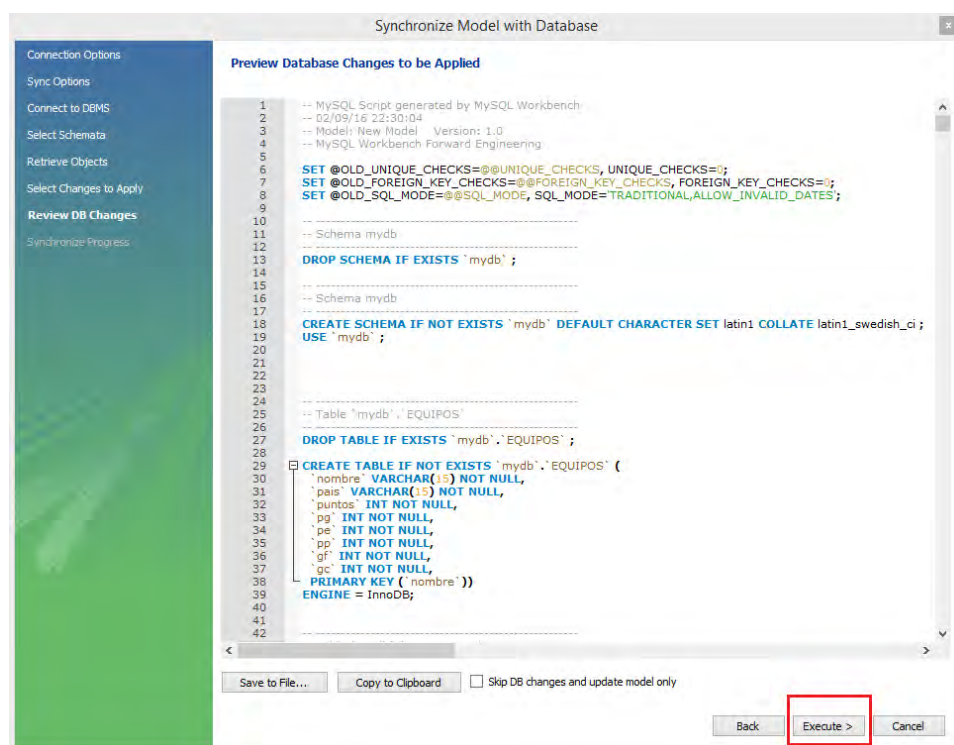 Synchronize Model with Database
x
Connection Options
Sync Options
Connect to DBMS
Select Schemata
Retrieve Objects
Select Changes to Apply
Review DB Changes
Synchronize Progress
Preview Database Changes to be Applied
1 -- MySQL Script generated by MySQL Workbench
2 -- 02/09/16 22:30:04
3 -- Model: New Model    Version: 1.0
4 -- MySQL Workbench Forward Engineering
5
6 SET @OLD_UNIQUE_CHECKS=@@UNIQUE_CHECKS, UNIQUE_CHECKS=0;
7 SET @OLD_FOREIGN_KEY_CHECKS=@@FOREIGN_KEY_CHECKS, FOREIGN_KEY_CHECKS=0;
8 SET @OLD_SQL_MODE=@@SQL_MODE, SQL_MODE='TRADITIONAL,ALLOW_INVALID_DATES';
9
10 -- -----------------------------------------------------
11 -- Schema mydb
12 -- -----------------------------------------------------
13 DROP SCHEMA IF EXISTS `mydb` ;
14
15 -- -----------------------------------------------------
16 -- Schema mydb
17 -- -----------------------------------------------------
18 CREATE SCHEMA IF NOT EXISTS `mydb` DEFAULT CHARACTER SET latin1 COLLATE latin1_swedish_ci ;
19 USE `mydb` ;
20
21
22
23
24 -- -----------------------------------------------------
25 -- Table `mydb`.`EQUIPOS`
26 -- -----------------------------------------------------
27 DROP TABLE IF EXISTS `mydb`.`EQUIPOS` ;
28
29 CREATE TABLE IF NOT EXISTS `mydb`.`EQUIPOS` (
30 `nombre` VARCHAR(15) NOT NULL,
31 `pais` VARCHAR(15) NOT NULL,
32 `puntos` INT NOT NULL,
33 `pg` INT NOT NULL,
34 `pe` INT NOT NULL,
35 `pp` INT NOT NULL,
36 `gf` INT NOT NULL,
37 `gc` INT NOT NULL,
38 PRIMARY KEY (`nombre`))
39 ENGINE = InnoDB;
40
41
42 -- -----------------------------------------------------
Save to File...
Copy to Clipboard
Skip DB changes and update model only
Back
Execute >
Cancel